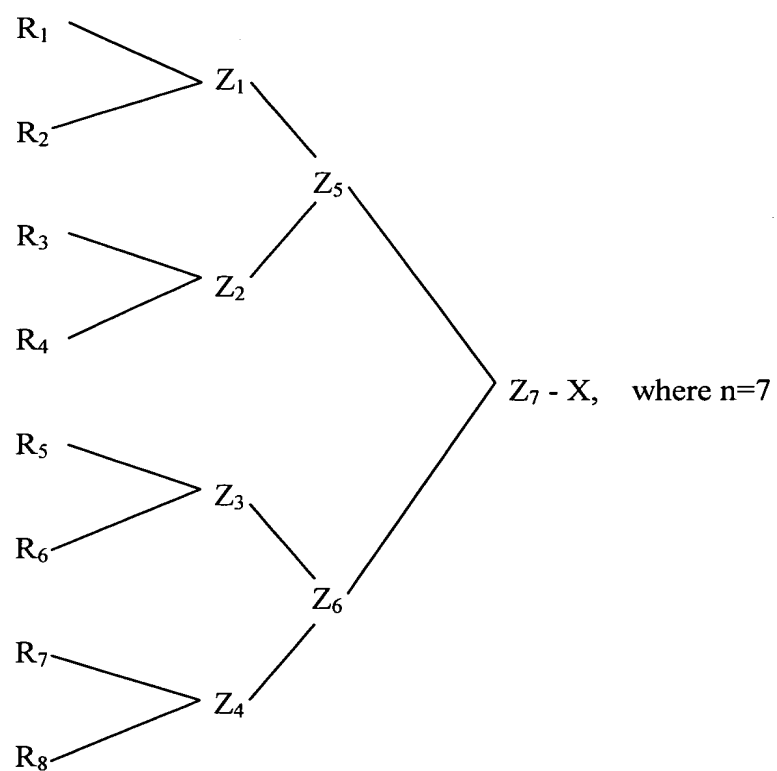 R₁
Z₁
R₂
Z₅
R₃
Z₂
R₄
Z₇ - X, where n=7
R₅
Z₃
R₆
Z₆
R₇
Z₄
R₈